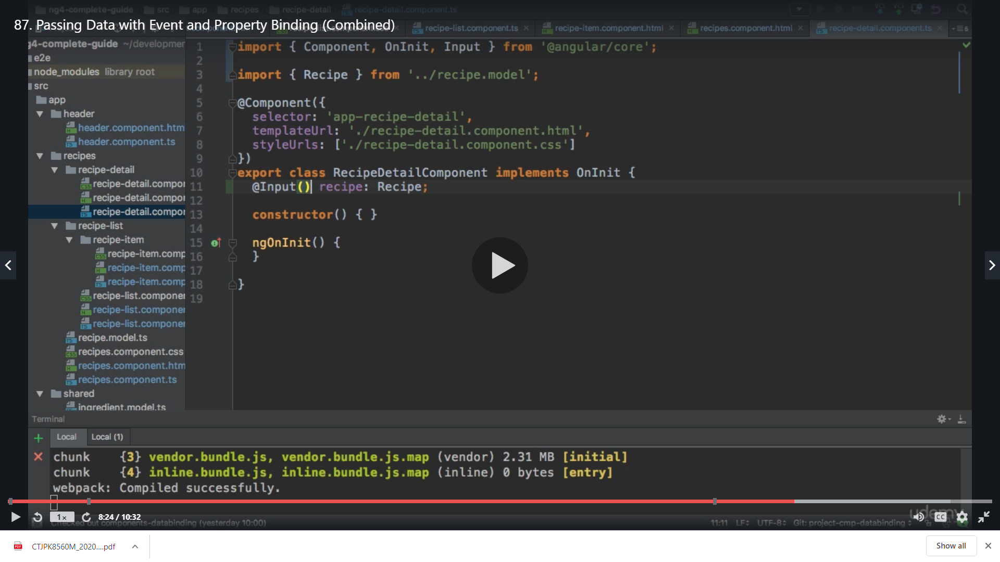 ng4-complete-guide src app recipes recipe-detail recipe-detail.component.ts
87. Passing Data with Event and Property Binding (Combined)
recipe-list.component.ts × recipe-item.component.html × recipes.component.html × recipe-detail.component.ts × 5
g4-complete-guide ~/developmen
e2e
node_modules library root
src
app
header
header.component.htm
header.component.ts
recipes
recipe-detail
recipe-detail.compor
recipe-detail.compor
recipe-detail.compor
recipe-list
recipe-item
recipe-item.comp
recipe-item.comp
recipe-item.comp
recipe-list.componer
recipe-list.componer
recipe-list.componer
recipe.model.ts
recipes.component.css
recipes.component.htm
recipes.component.ts
shared
ingredient.model.ts
1 import { Component, OnInit, Input } from '@angular/core';
2
3 import { Recipe } from '../recipe.model';
4
5 @Component({
6 selector: 'app-recipe-detail',
7 templateUrl: './recipe-detail.component.html',
8 styleUrls: ['./recipe-detail.component.css']
9 })
10 export class RecipeDetailComponent implements OnInit {
11 @Input() recipe: Recipe;
12
13 constructor() { }
14
15 ngOnInit() {
16 }
17
18 }
19
Terminal
Local Local (1)
chunk {3} vendor.bundle.js, vendor.bundle.js.map (vendor) 2.31 MB [initial]
chunk {4} inline.bundle.js, inline.bundle.js.map (inline) 0 bytes [entry]
webpack: Compiled successfully.
udemy
1× 8:24 / 10:32 CC
Checked out components-databinding (yesterday 10:00) 11:11 LF UTF-8 Git: project-cmp-databinding
PDF CTJPK8560M_2020....pdf Show all